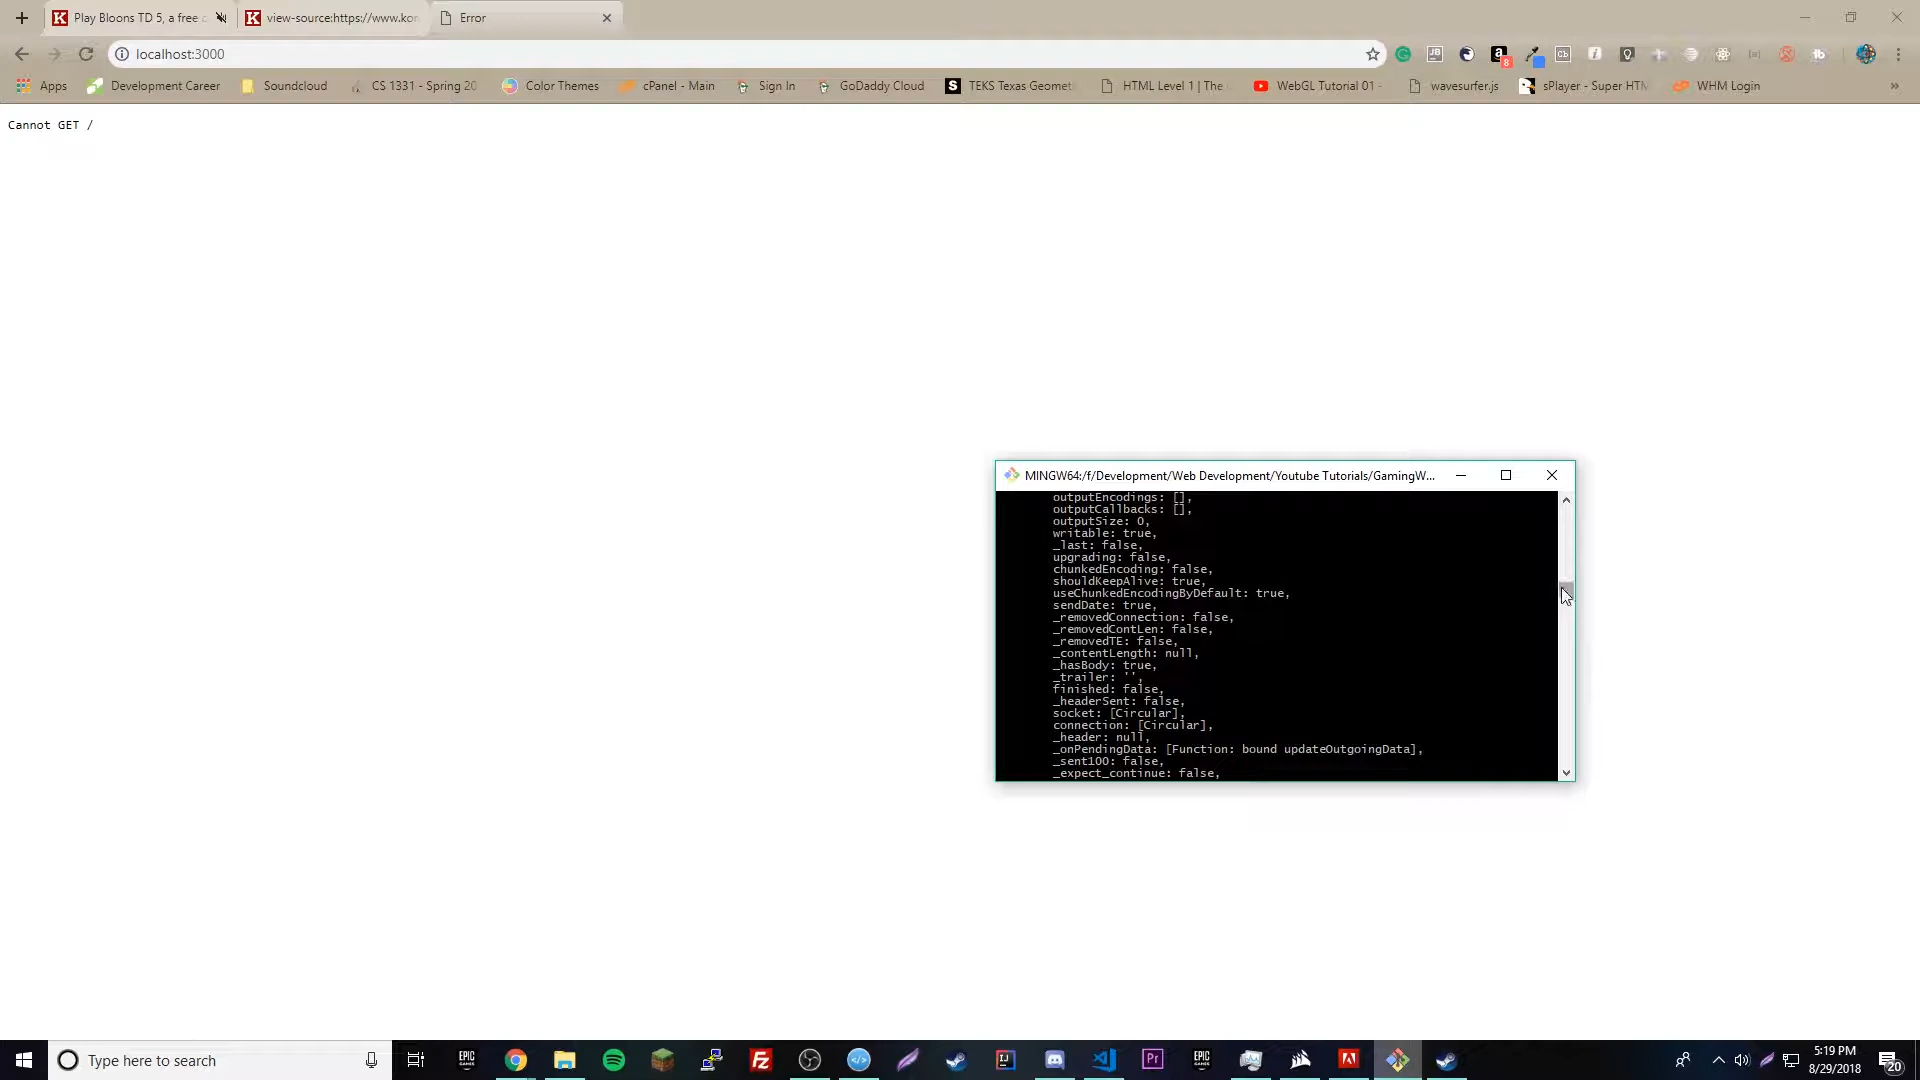 Play Bloons TD 5, a free
view-source:https://www.kon
Error
localhost:3000
Apps
Development Career
Soundcloud
CS 1331 - Spring 20
Color Themes
cPanel - Main
Sign In
GoDaddy Cloud
TEKS Texas Geomet
HTML Level 1 | The
WebGL Tutorial 01 -
wavesurfer.js
sPlayer - Super HTM
WHM Login
»
Cannot GET /
MINGW64:/f/Development/Web Development/Youtube Tutorials/GamingW...
outputEncodings: [],
outputCallbacks: [],
outputSize: 0,
writable: true,
_last: false,
upgrading: false,
chunkedEncoding: false,
shouldKeepAlive: true,
useChunkedEncodingByDefault: true,
sendDate: true,
_removedConnection: false,
_removedContLen: false,
_removedTE: false,
_contentLength: null,
_hasBody: true,
_trailer: '',
finished: false,
_headerSent: false,
socket: [Circular],
connection: [Circular],
_header: null,
_onPendingData: [Function: bound updateOutgoingData],
_sent100: false,
_expect_continue: false,
Type here to search
5:19 PM
8/29/2018
20